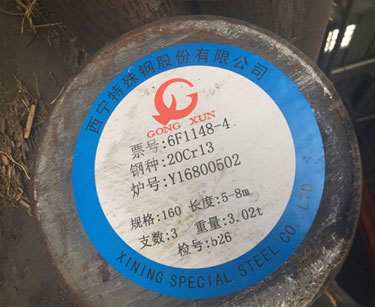 西宁特殊钢股份有限公司
GONG XUN
票号:6F1148-4
钢种:20Cr13
炉号:Y16800502
规格:160 长度:5-8m
支数:3 重量:3.02t
检号:b26
XINING SPECIAL STEEL CO. LTD